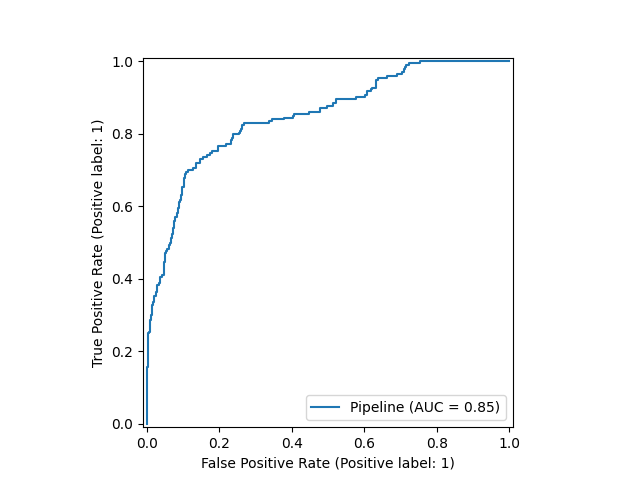 1.0
0.8
0.6
0.4
0.2
0.0
True Positive Rate (Positive label: 1)
Pipeline (AUC = 0.85)
0.0 0.2 0.4 0.6 0.8 1.0
False Positive Rate (Positive label: 1)